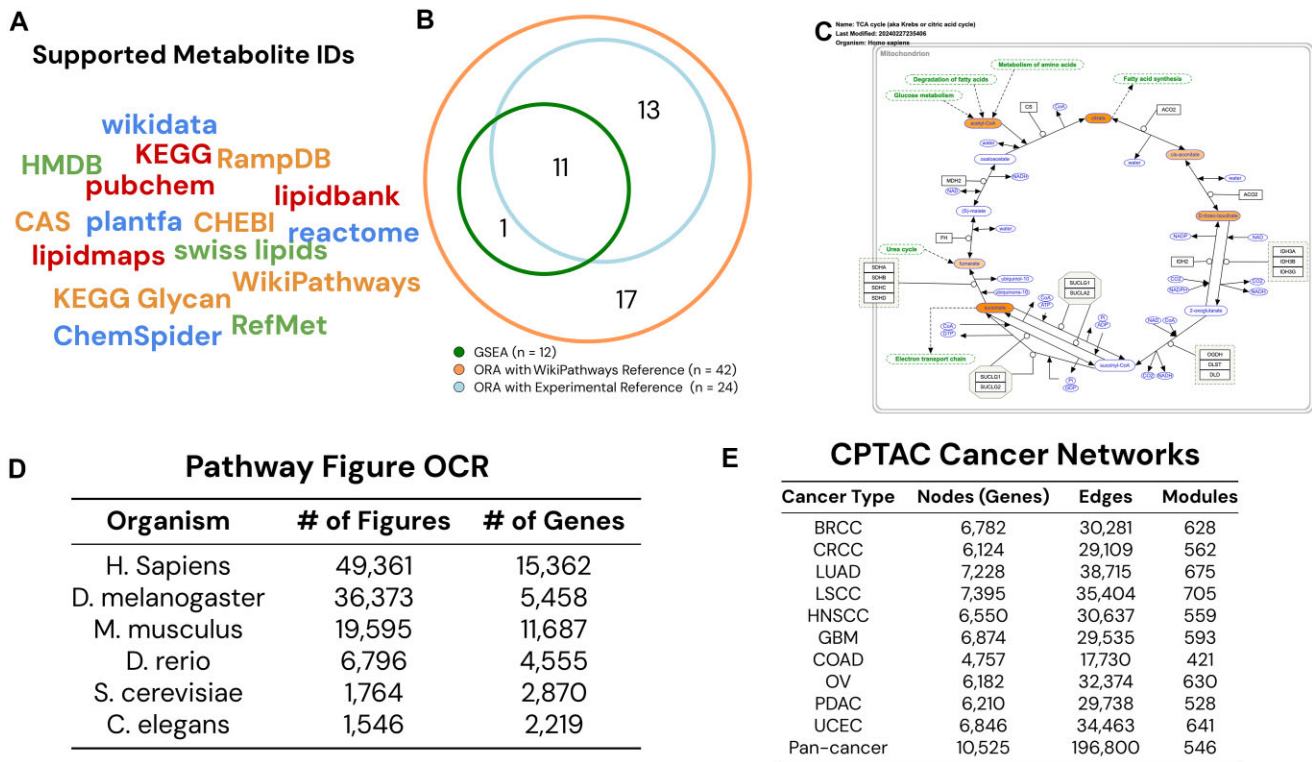 A
Supported Metabolite IDs
wikidata
HMDB KEGG RampDB
pubchem lipidbank
CAS plantfa CHEBI reactome
lipidmaps swiss lipids
KEGG Glycan WikiPathways
ChemSpider RefMet
B
13
11
1
17
GSEA (n = 12)
ORA with WikiPathways Reference (n = 42)
ORA with Experimental Reference (n = 24)
C
Name: TCA cycle (aka Krebs or citric acid cycle)
Last Modified: 20240227235406
Organism: Homo sapiens
Mitochondrion
Metabolism of amino acids
Degradation of fatty acids
Fatty acid synthesis
Glucose metabolism
CS
CoA
ACO2
acetyl-CoA
citrate
water
oxaloacetate
water
cis-aconitate
MDH2
NADH
NAD
water
ACO2
(S)-malate
D-threo-isocitrate
FH
water
NADP
NAD
Urea cycle
fumarate
IDH2
IDH3A
IDH3B
IDH3G
SDHA
SDHB
SDHC
SDHD
ubiquinol-10
ubiquinone-10
SUCLG1
SUCLA2
CO2
NADPH
CO2
NADH
succinate
CoA
ATP
Pi
ADP
NAD
CoA
2-oxoglutarate
CoA
GTP
Electron transport chain
succinyl-CoA
OGDH
DLST
DLD
SUCLG1
SUCLG2
Pi
GDP
CO2
NADH
D
Pathway Figure OCR
Organism # of Figures # of Genes
H. Sapiens 49,361 15,362
D. melanogaster 36,373 5,458
M. musculus 19,595 11,687
D. rerio 6,796 4,555
S. cerevisiae 1,764 2,870
C. elegans 1,546 2,219
E
CPTAC Cancer Networks
Cancer Type Nodes (Genes) Edges Modules
BRCC 6,782 30,281 628
CRCC 6,124 29,109 562
LUAD 7,228 38,715 675
LSCC 7,395 35,404 705
HNSCC 6,550 30,637 559
GBM 6,874 29,535 593
COAD 4,757 17,730 421
OV 6,182 32,374 630
PDAC 6,210 29,738 528
UCEC 6,846 34,463 641
Pan-cancer 10,525 196,800 546